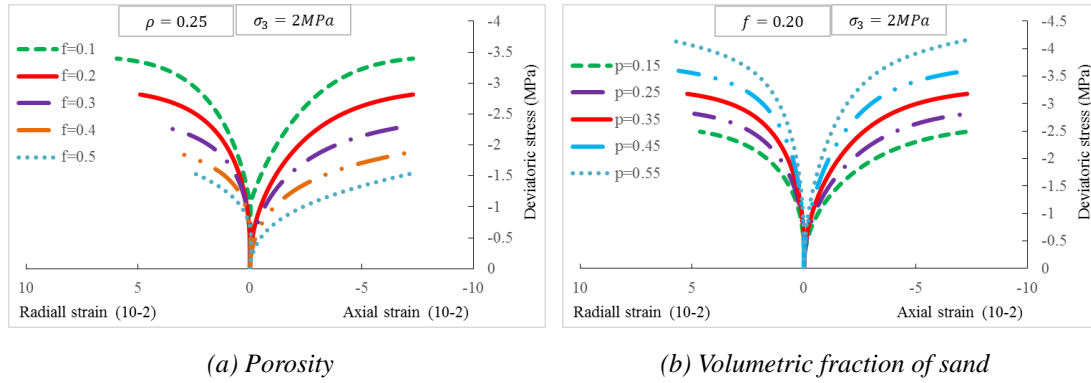 ρ = 0.25
σ₃ = 2MPa
f=0.1
f=0.2
f=0.3
f=0.4
f=0.5
-4
-3.5
-3
-2.5
-2
-1.5
-1
-0.5
0
Deviatoric stress (MPa)
10 5 0 -5 -10
Radiall strain (10-2) Axial strain (10-2)
(a) Porosity
f = 0.20
σ₃ = 2MPa
p=0.15
p=0.25
p=0.35
p=0.45
p=0.55
-4.5
-4
-3.5
-3
-2.5
-2
-1.5
-1
-0.5
0
Deviatoric stress (MPa)
10 5 0 -5 -10
Radiall strain (10-2) Axial strain (10-2)
(b) Volumetric fraction of sand